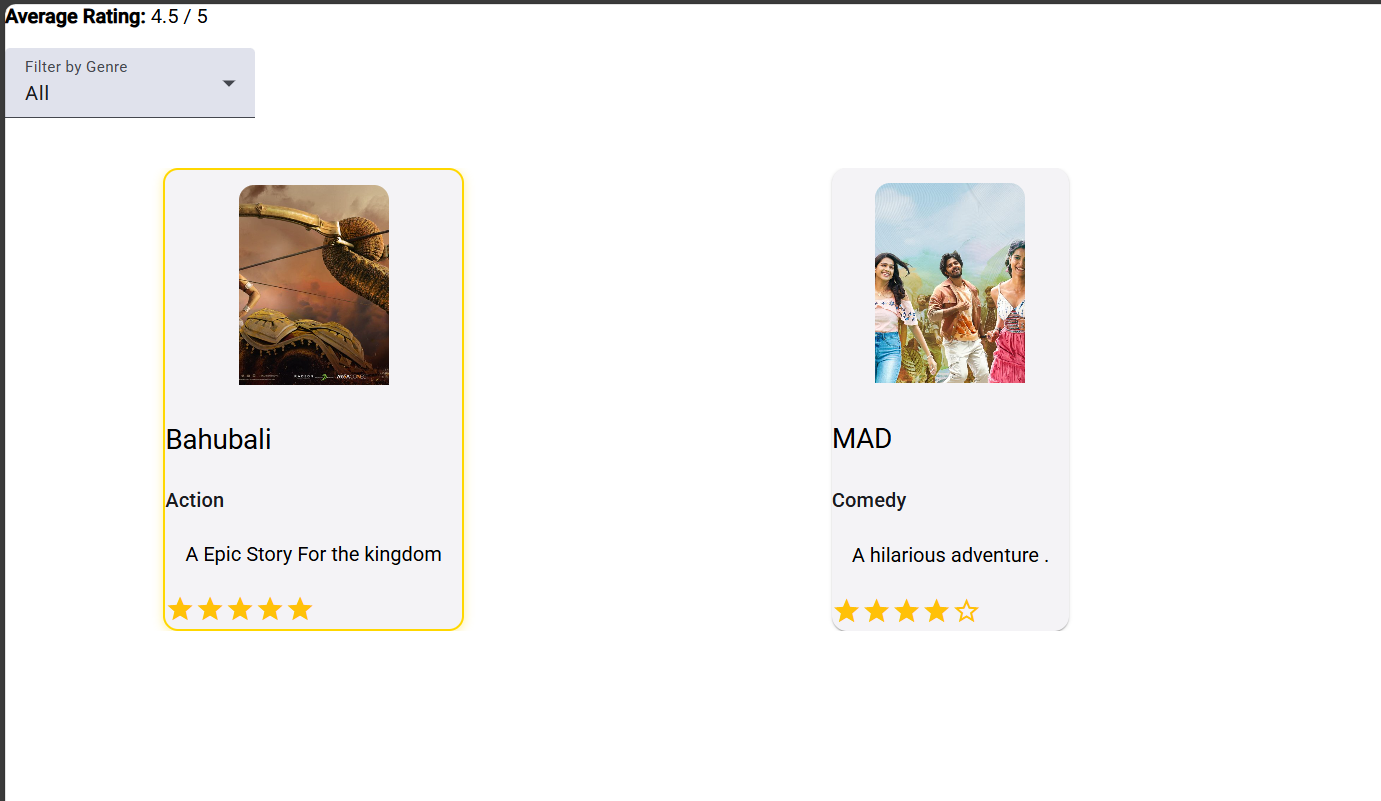 Average Rating: 4.5 / 5
Filter by Genre
All
Bahubali
Action
A Epic Story For the kingdom
MAD
Comedy
A hilarious adventure .